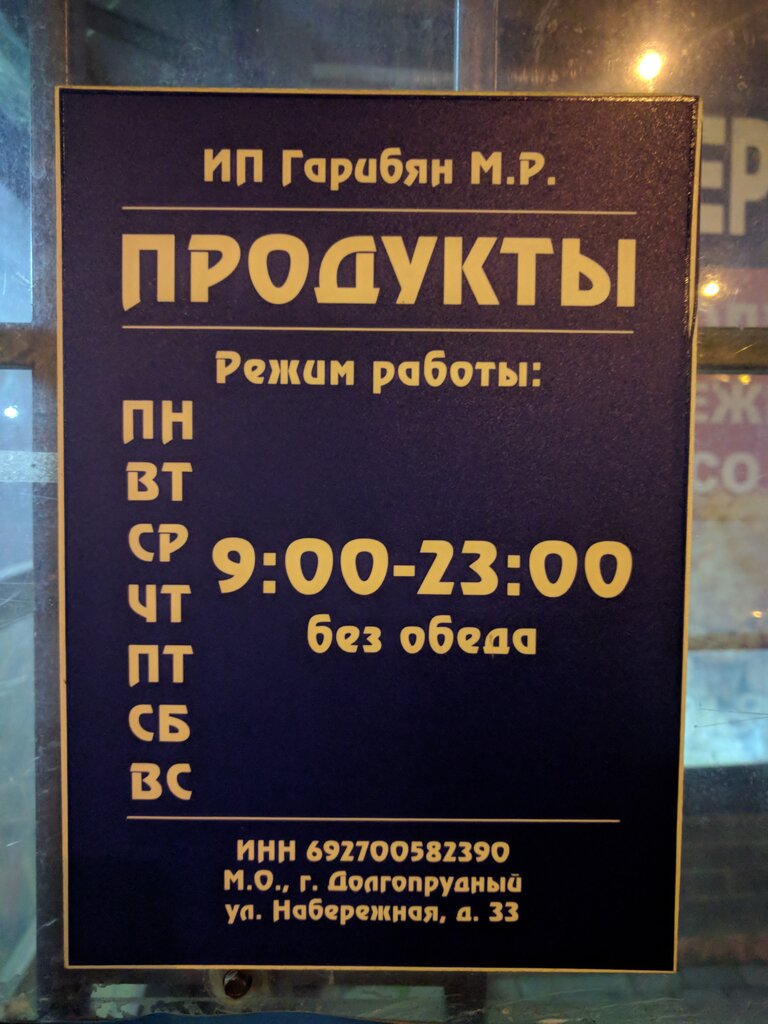 ИП Гарибян М.Р.
ПРОДУКТЫ
Режим работы:
ПН
ВТ
СР
ЧТ
ПТ
СБ
ВС
9:00-23:00
без обеда
ИНН 692700582390
М.О., г. Долгопрудный
ул. Набережная, д. 33